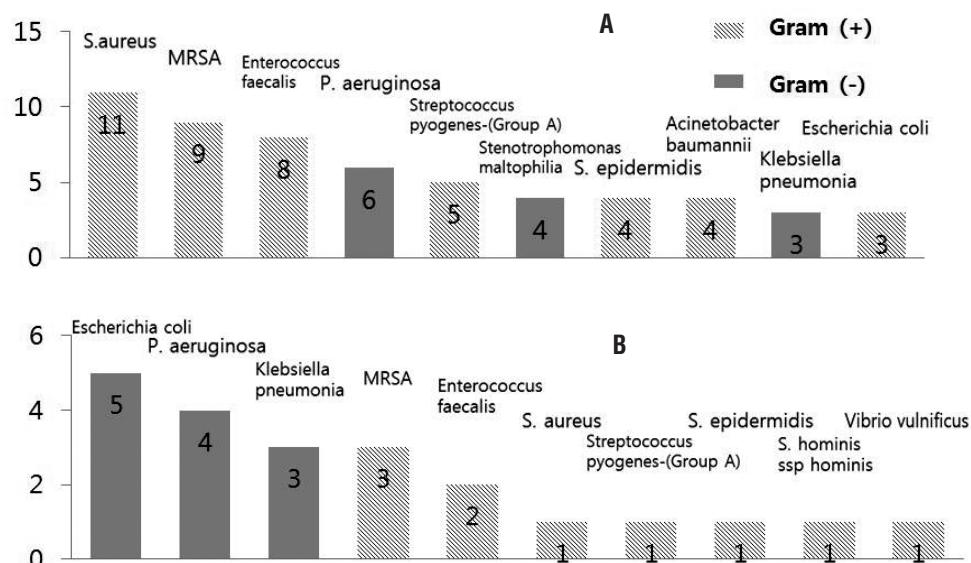 15
10
5
0
A
Gram (+)
Gram (-)
S.aureus
MRSA
Enterococcus
faecalis
P. aeruginosa
Streptococcus
pyogenes-(Group A)
Stenotrophomonas
maltophilia
S. epidermidis
Acinetobacter
baumannii
Klebsiella
pneumonia
Escherichia coli
11
9
8
6
5
4
4
4
3
3
6
4
2
0
B
Escherichia coli
P. aeruginosa
Klebsiella
pneumonia
MRSA
Enterococcus
faecalis
S. aureus
Streptococcus
pyogenes-(Group A)
S. epidermidis
S. hominis
ssp hominis
Vibrio vulnificus
5
4
3
3
2
1
1
1
1
1